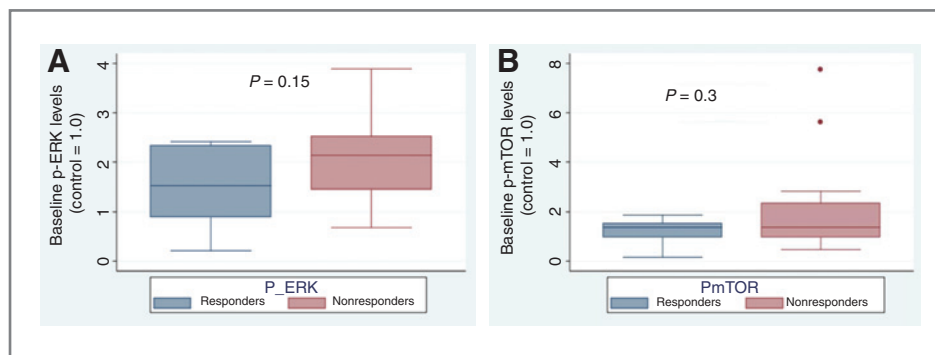 A
Baseline p-ERK levels
(control = 1.0)
4
3
2
1
0
P = 0.15
P_ERK
Responders Nonresponders
B
Baseline p-mTOR levels
(control = 1.0)
8
6
4
2
0
P = 0.3
PmTOR
Responders Nonresponders